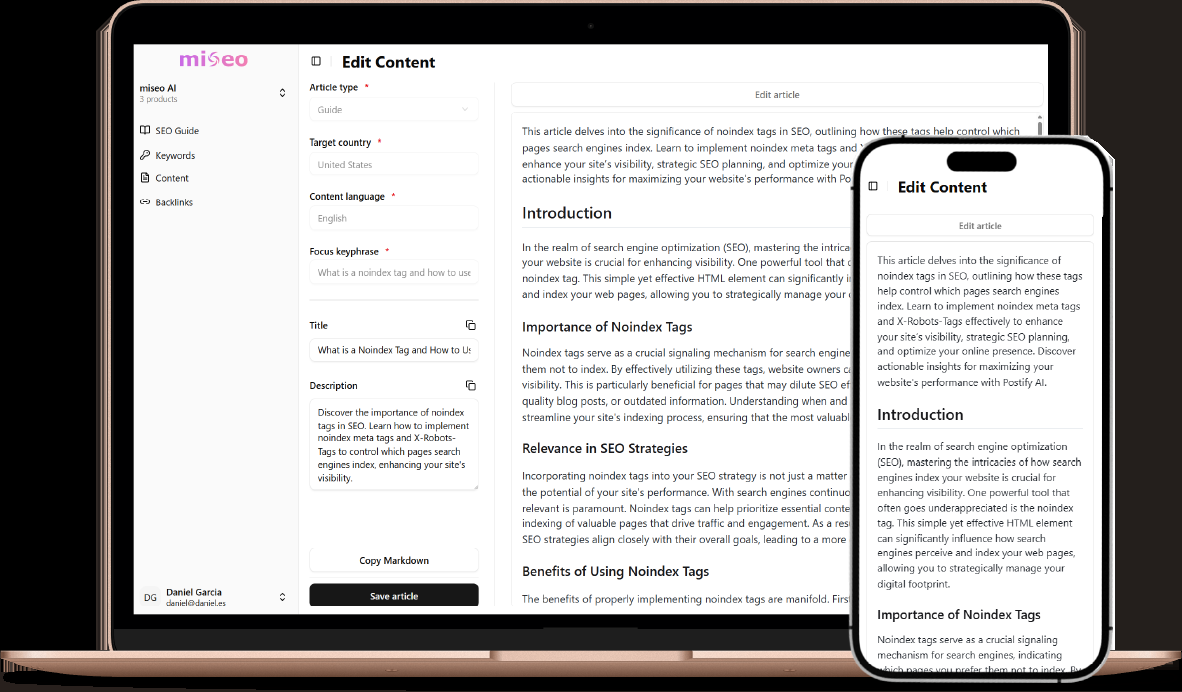 miseo
miseo AI
3 products
SEO Guide
Keywords
Content
Backlinks
DG
Daniel Garcia
daniel@daniel.es
Edit Content
Article type *
Guide
Target country *
United States
Content language *
English
Focus keyphrase *
What is a noindex tag and how to use
Title
What is a Noindex Tag and How to Us
Description
Discover the importance of noindex
tags in SEO. Learn how to implement
noindex meta tags and X-Robots-
Tags to control which pages search
engines index, enhancing your site's
visibility.
Copy Markdown
Save article
Edit article
This article delves into the significance of noindex tags in SEO, outlining how these tags help control which
pages search engines index. Learn to implement noindex meta tags and
enhance your site's visibility, strategic SEO planning, and optimize your
actionable insights for maximizing your website's performance with Po
Introduction
In the realm of search engine optimization (SEO), mastering the intrica
your website is crucial for enhancing visibility. One powerful tool that
noindex tag. This simple yet effective HTML element can significantly
and index your web pages, allowing you to strategically manage your
Importance of Noindex Tags
Noindex tags serve as a crucial signaling mechanism for search engine
them not to index. By effectively utilizing these tags, website owners ca
visibility. This is particularly beneficial for pages that may dilute SEO ef
quality blog posts, or outdated information. Understanding when and
streamline your site's indexing process, ensuring that the most valuabl
Relevance in SEO Strategies
Incorporating noindex tags into your SEO strategy is not just a matter
the potential of your site's performance. With search engines continuo
relevant is paramount. Noindex tags can help prioritize essential conte
indexing of valuable pages that drive traffic and engagement. As a resu
SEO strategies align closely with their overall goals, leading to a more
Benefits of Using Noindex Tags
The benefits of properly implementing noindex tags are manifold. First
Edit Content
Edit article
This article delves into the significance of
noindex tags in SEO, outlining how these tags
help control which pages search engines
index. Learn to implement noindex meta tags
and X-Robots-Tags effectively to enhance
your site's visibility, strategic SEO planning,
and optimize your online presence. Discover
actionable insights for maximizing your
website's performance with Postify AI.
Introduction
In the realm of search engine optimization
(SEO), mastering the intricacies of how search
engines index your website is crucial for
enhancing visibility. One powerful tool that
often goes underappreciated is the noindex
tag. This simple yet effective HTML element
can significantly influence how search
engines perceive and index your web pages,
allowing you to strategically manage your
digital footprint.
Importance of Noindex Tags
Noindex tags serve as a crucial signaling
mechanism for search engines, indicating
which pages you prefer them not to index. By